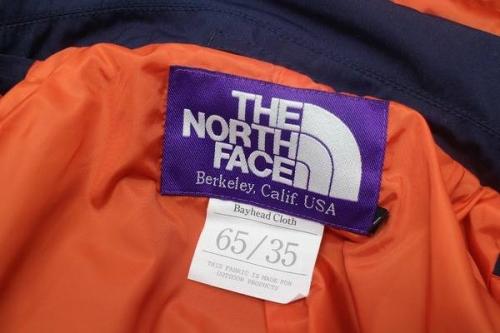 THE
NORTH
FACE
Berkeley, Calif. USA
Bayhead Cloth
65/35
THIS FABRIC IS MADE FOR
OUTDOOR PRODUCTS